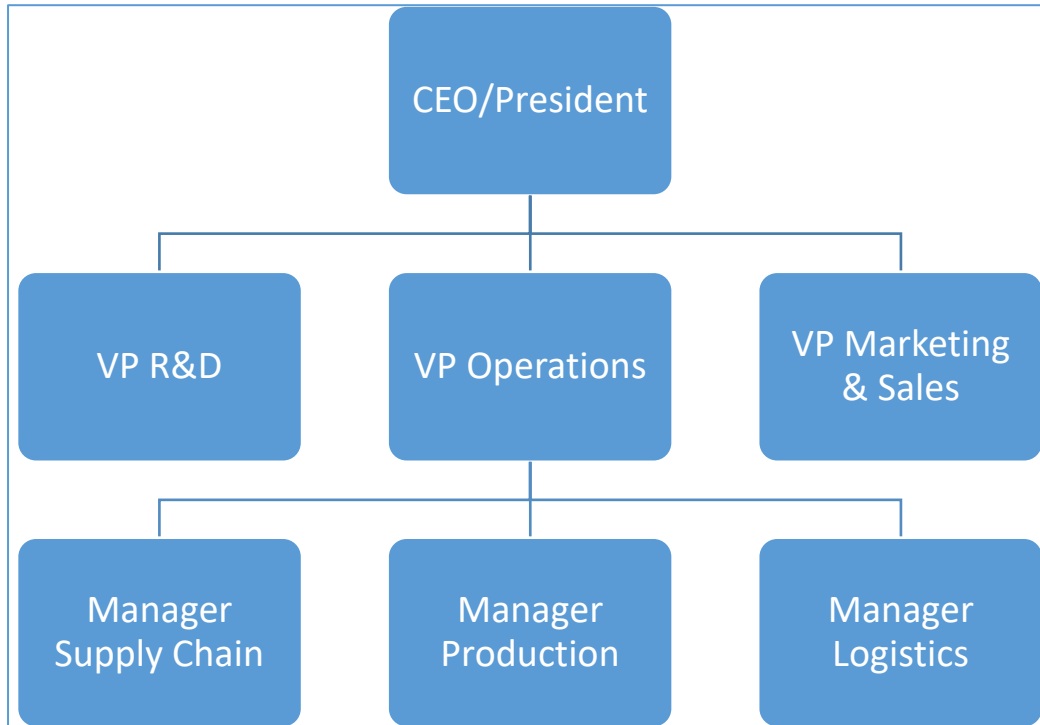 CEO/President
VP R&D
VP Operations
VP Marketing
& Sales
Manager
Supply Chain
Manager
Production
Manager
Logistics